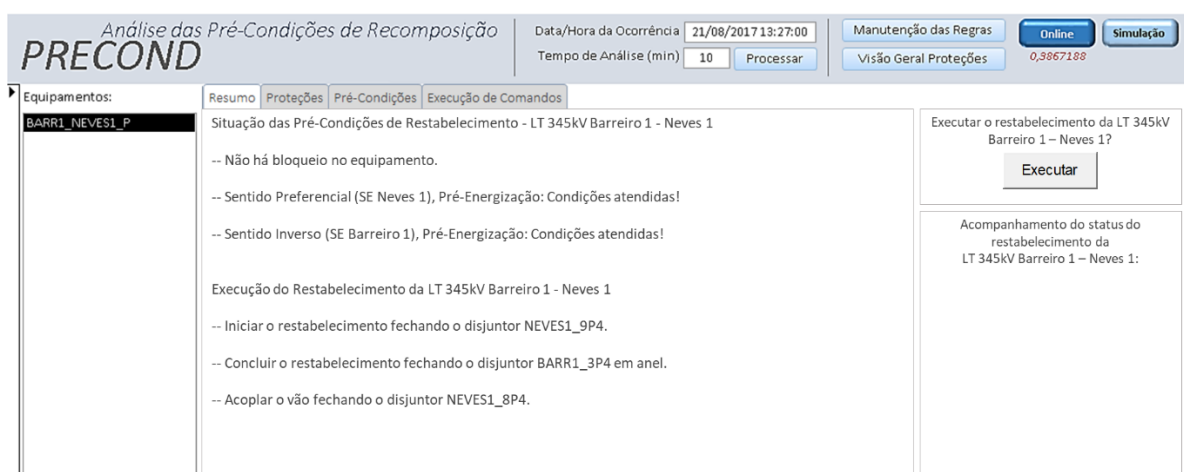 Análise das Pré-Condições de Recomposição
PRECOND
Data/Hora da Ocorrência 21/08/2017 13:27:00
Tempo de Análise (min) 10 Processar
Manutenção das Regras
Visão Geral Proteções
Online
Simulação
0,3867188
Equipamentos:
BARR1_NEVES1_P
Resumo Proteções Pré-Condições Execução de Comandos
Situação das Pré-Condições de Restabelecimento - LT 345kV Barreiro 1 - Neves 1
-- Não há bloqueio no equipamento.
-- Sentido Preferencial (SE Neves 1), Pré-Energização: Condições atendidas!
-- Sentido Inverso (SE Barreiro 1), Pré-Energização: Condições atendidas!
Execução do Restabelecimento da LT 345kV Barreiro 1 - Neves 1
-- Iniciar o restabelecimento fechando o disjuntor NEVES1_9P4.
-- Concluir o restabelecimento fechando o disjuntor BARR1_3P4 em anel.
-- Acoplar o vão fechando o disjuntor NEVES1_8P4.
Executar o restabelecimento da LT 345kV
Barreiro 1 – Neves 1?
Executar
Acompanhamento do status do
restabelecimento da
LT 345kV Barreiro 1 – Neves 1: